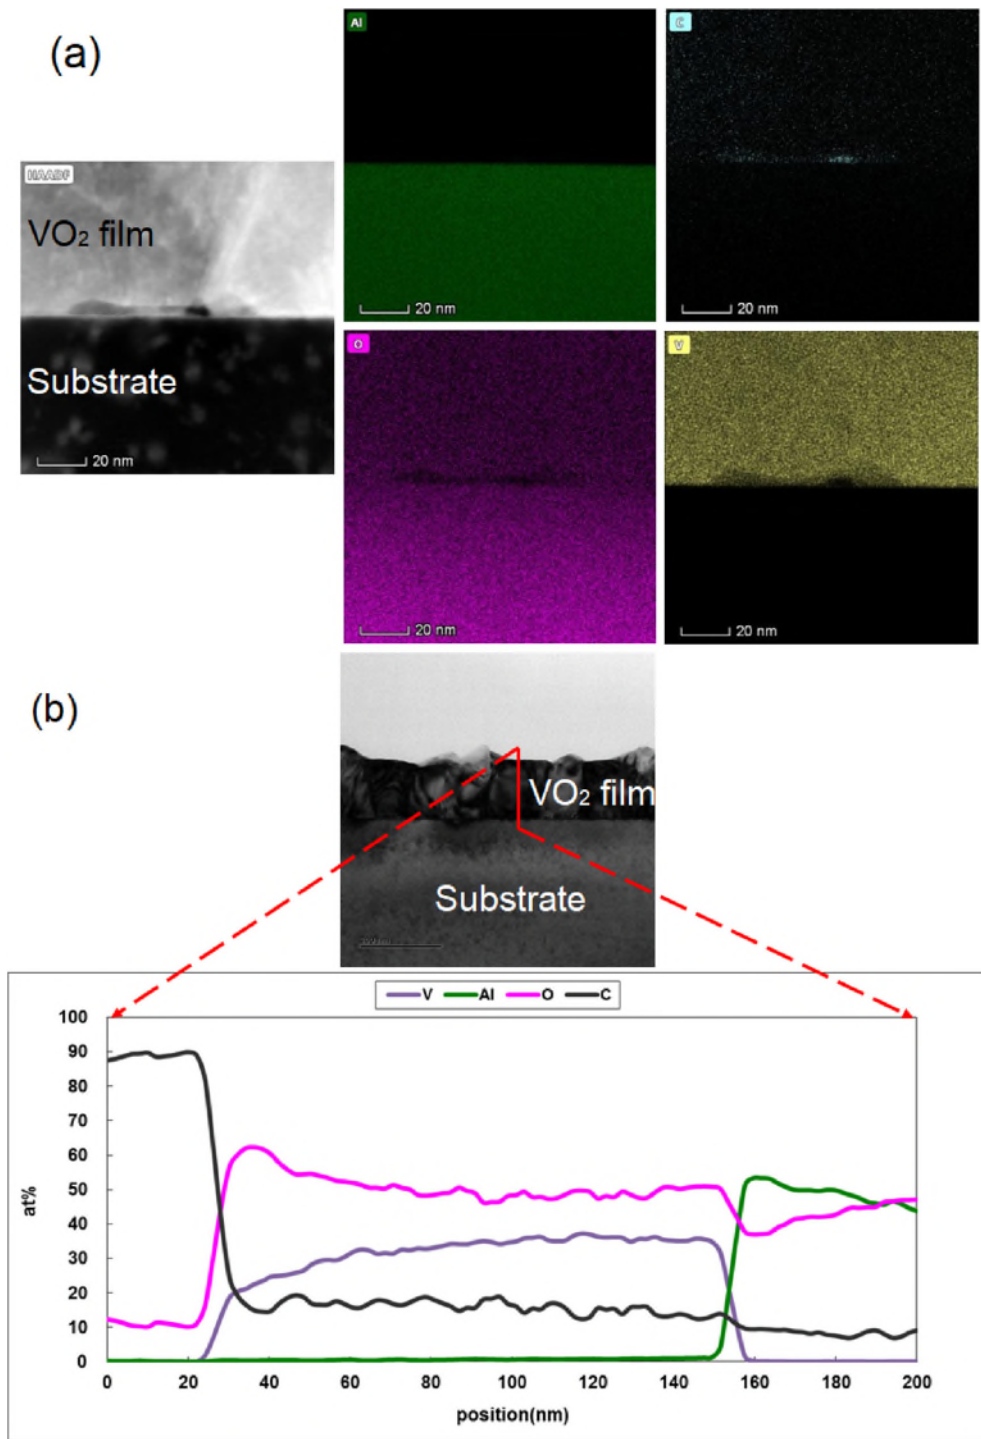 (a)
Al
C
HAADF
VO₂ film
Substrate
20 nm
20 nm
20 nm
O
V
20 nm
20 nm
(b)
VO₂ film
Substrate
V Al O C
100
90
80
70
60
50
40
30
20
10
0
at%
0 20 40 60 80 100 120 140 160 180 200
position(nm)